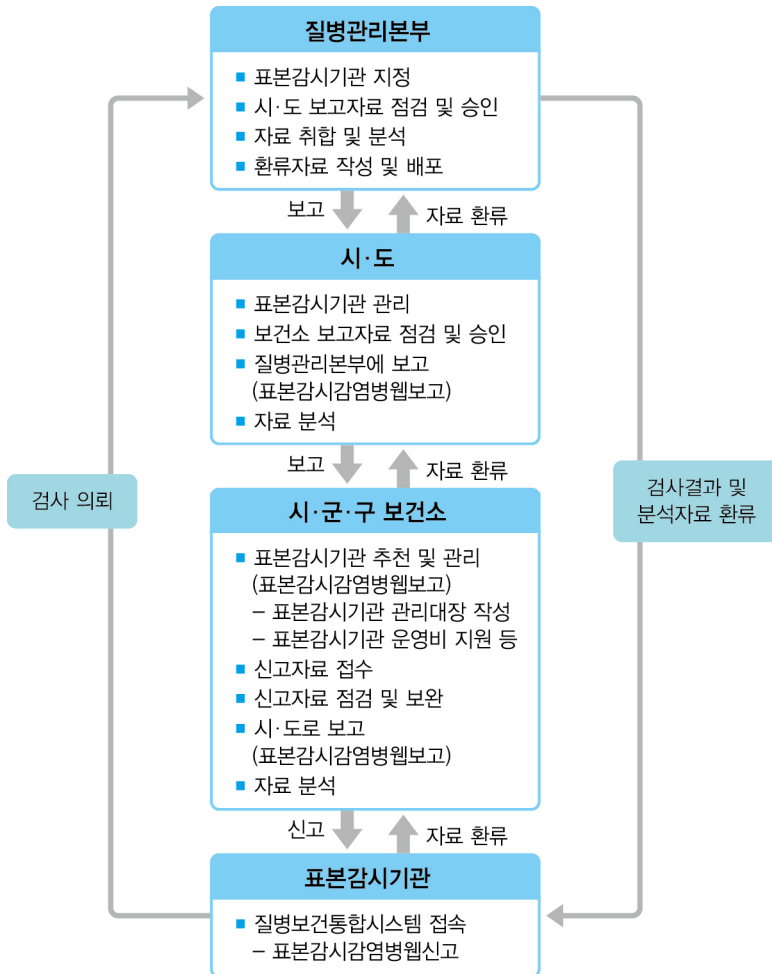 질병관리본부
■ 표본감시기관 지정
■ 시·도 보고자료 점검 및 승인
■ 자료 취합 및 분석
■ 환류자료 작성 및 배포
보고
자료 환류
시·도
■ 표본감시기관 관리
■ 보건소 보고자료 점검 및 승인
■ 질병관리본부에 보고
(표본감시감염병웹보고)
■ 자료 분석
보고
자료 환류
검사 의뢰
검사결과 및
분석자료 환류
시·군·구 보건소
■ 표본감시기관 추천 및 관리
(표본감시감염병웹보고)
– 표본감시기관 관리대장 작성
– 표본감시기관 운영비 지원 등
■ 신고자료 접수
■ 신고자료 점검 및 보완
■ 시·도로 보고
(표본감시감염병웹보고)
■ 자료 분석
신고
자료 환류
표본감시기관
■ 질병보건통합시스템 접속
– 표본감시감염병웹신고